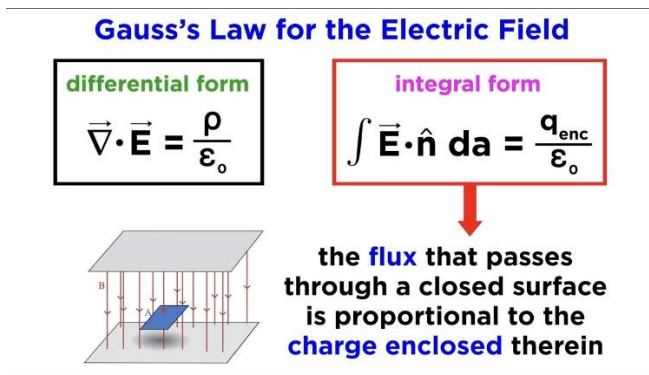 Gauss's Law for the Electric Field
differential form
∇⃗·E⃗ = ρ/ε₀
integral form
∫ E⃗·n̂ da = q_enc/ε₀
B
A
the flux that passes
through a closed surface
is proportional to the
charge enclosed therein